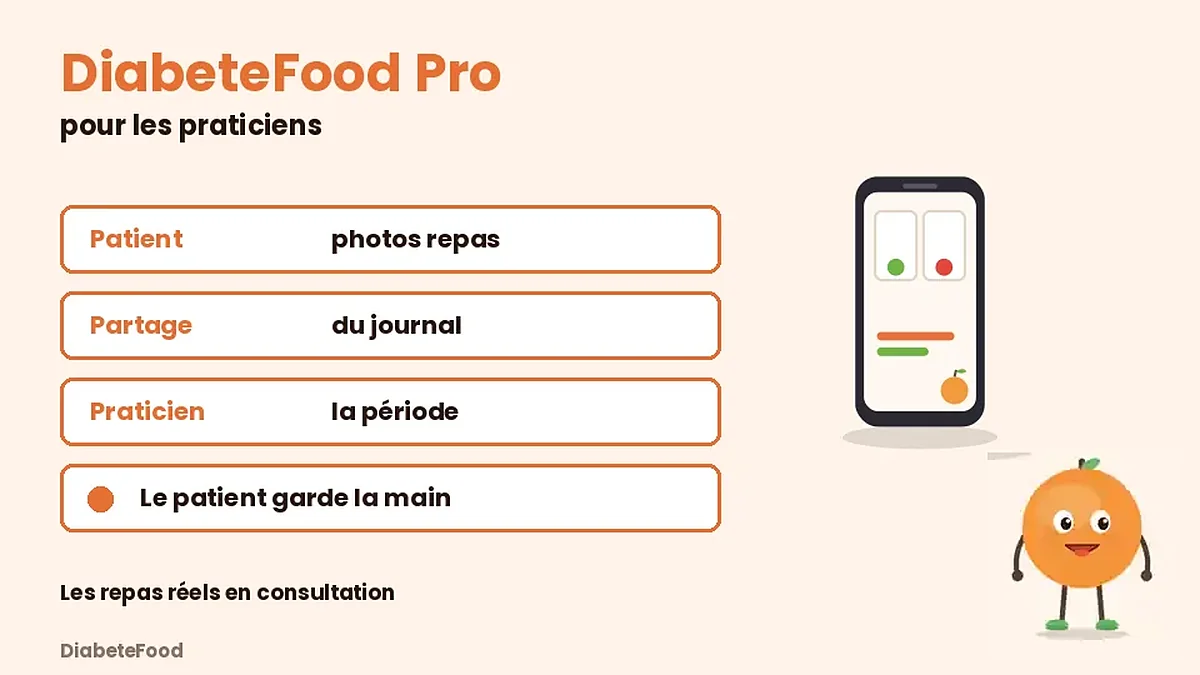 DiabeteFood Pro
pour les praticiens
Patient photos repas
Partage du journal
Praticien la période
Le patient garde la main
Les repas réels en consultation
DiabeteFood